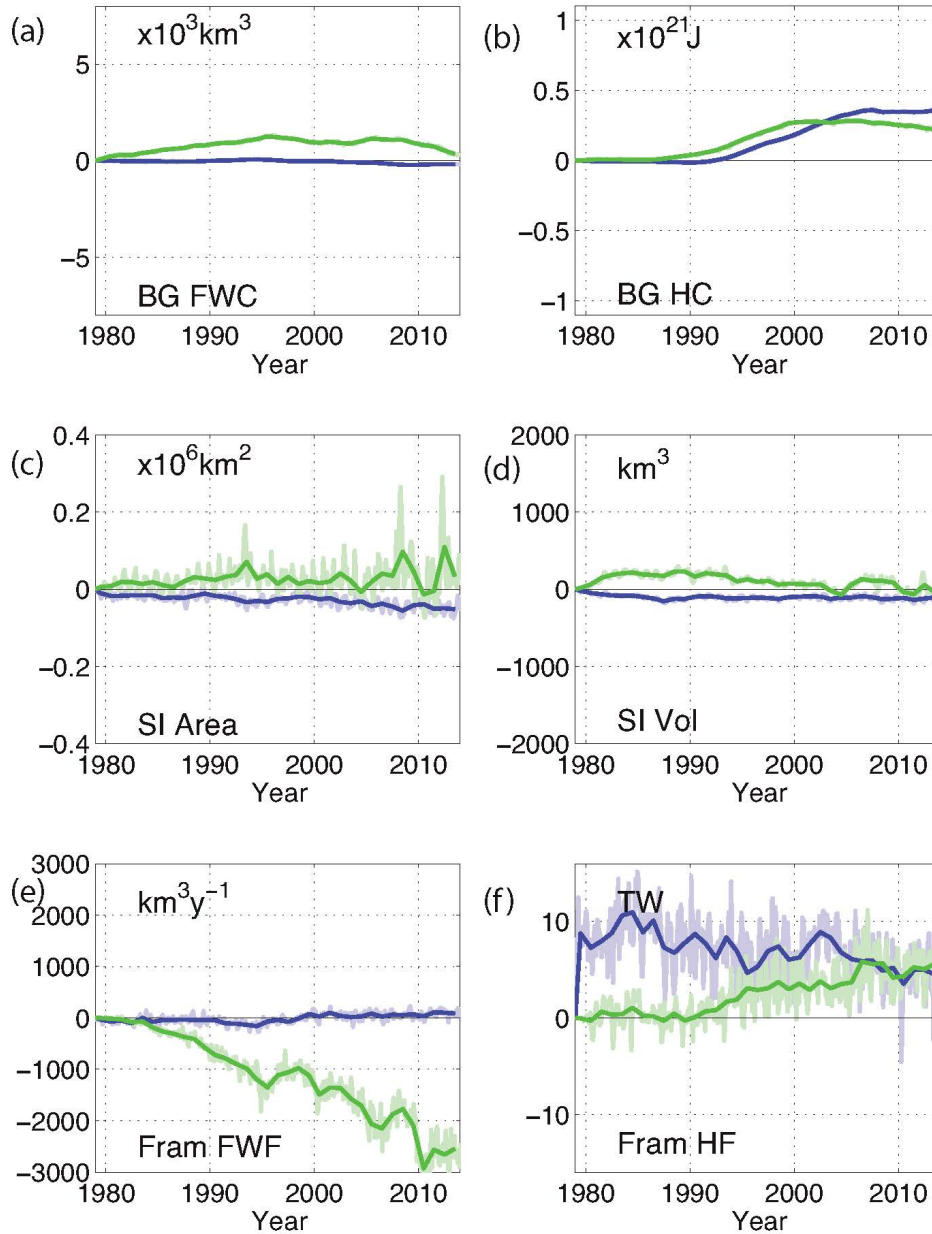 (a)
x10³km³
5
0
−5
BG FWC
1980 1990 2000 2010
Year
(b)
x10²¹J
1
0.5
0
−0.5
−1
BG HC
1980 1990 2000 2010
Year
(c)
x10⁶km²
0.4
0.2
0
−0.2
−0.4
SI Area
1980 1990 2000 2010
Year
(d)
km³
2000
1000
0
−1000
−2000
SI Vol
1980 1990 2000 2010
Year
(e)
km³y⁻¹
3000
2000
1000
0
−1000
−2000
−3000
Fram FWF
1980 1990 2000 2010
Year
(f)
TW
10
0
−10
Fram HF
1980 1990 2000 2010
Year